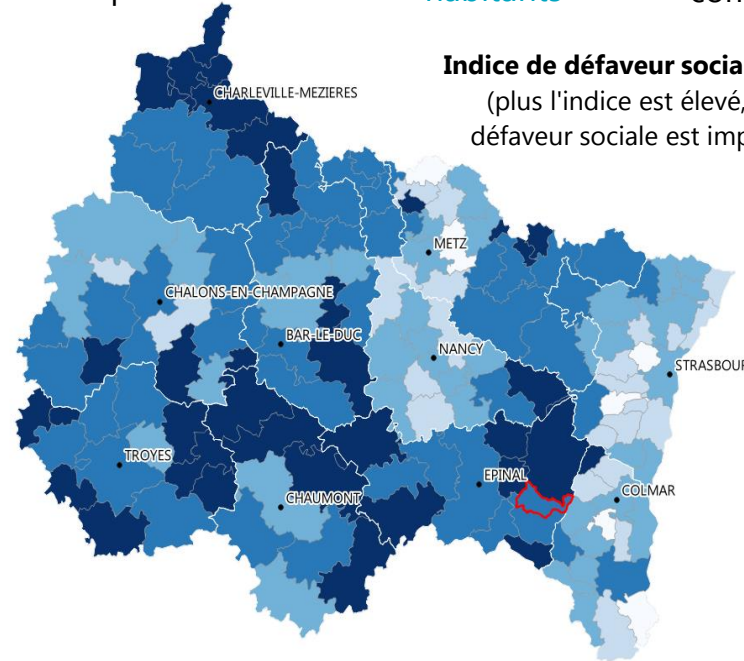 habitants
Indice de défaveur socia
(plus l'indice est élevé,
défaveur sociale est imp
CHARLEVILLE-MEZIERES
METZ
CHALONS-EN-CHAMPAGNE
BAR-LE-DUC
NANCY
STRASBOUR
TROYES
EPINAL
CHAUMONT
COLMAR